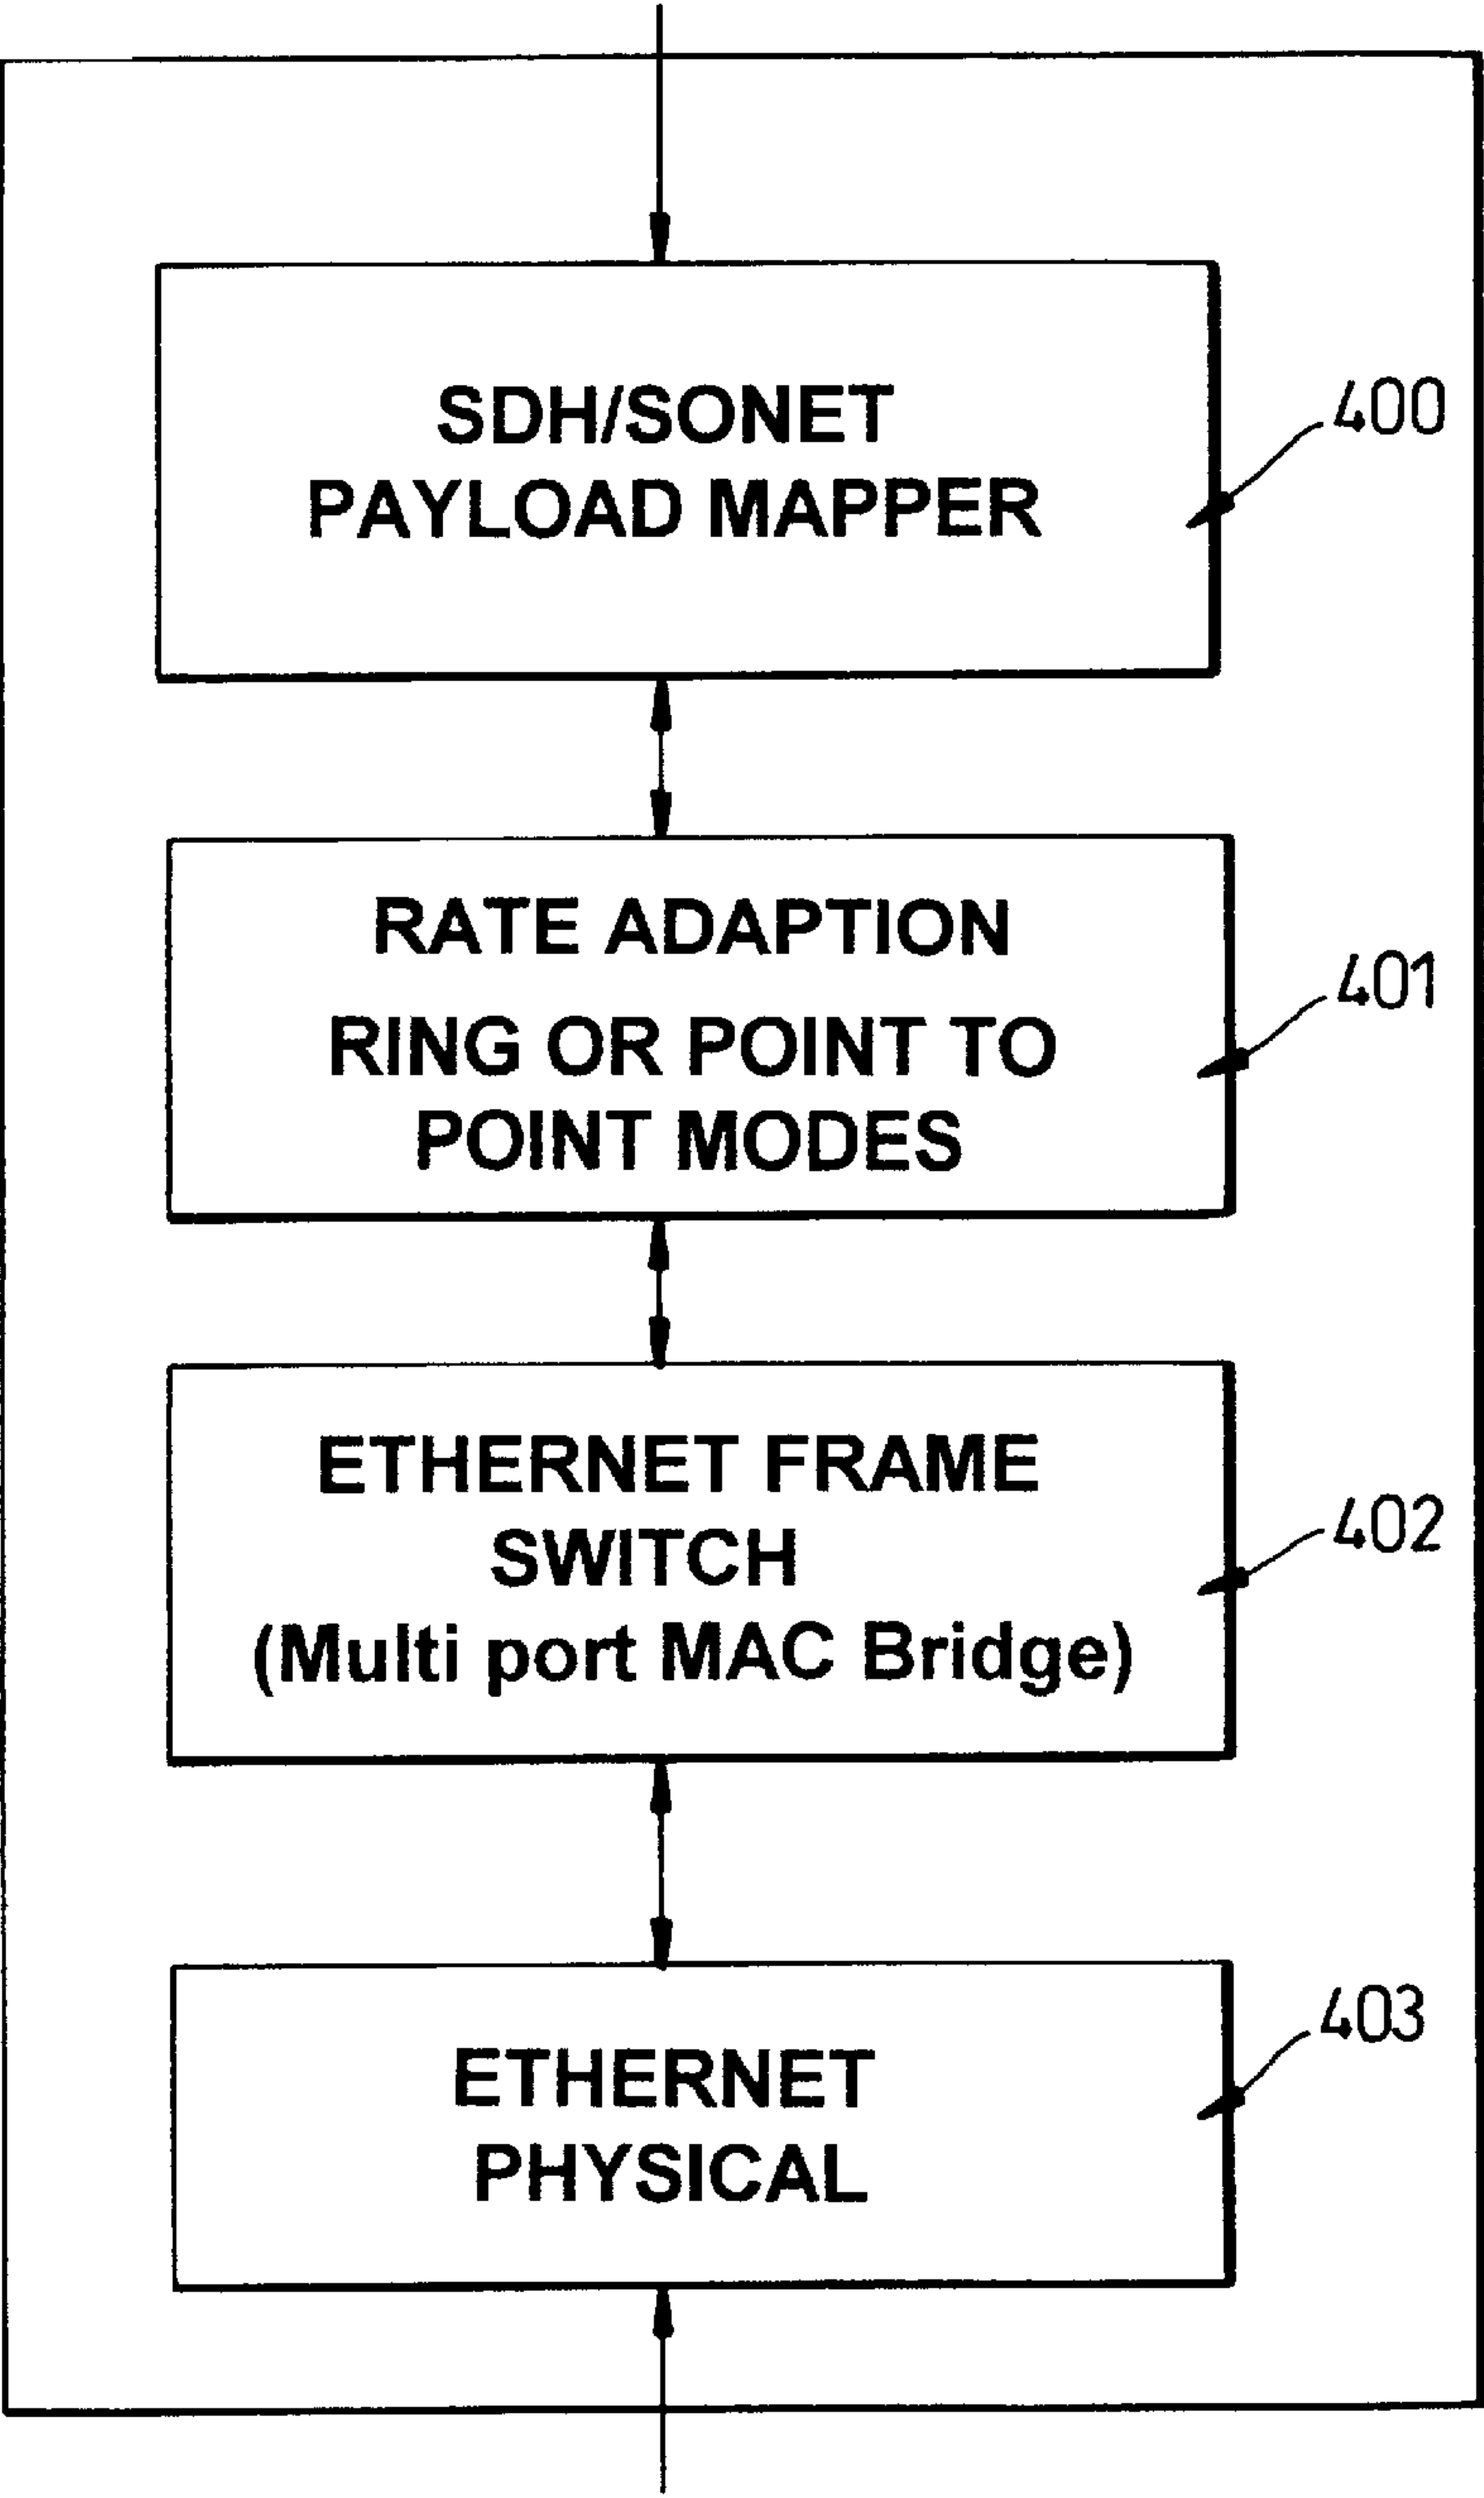 SDH/SONET
PAYLOAD MAPPER
400
RATE ADAPTION
RING OR POINT TO
POINT MODES
401
ETHERNET FRAME
SWITCH
(Multi port MAC Bridge)
402
ETHERNET
PHYSICAL
403